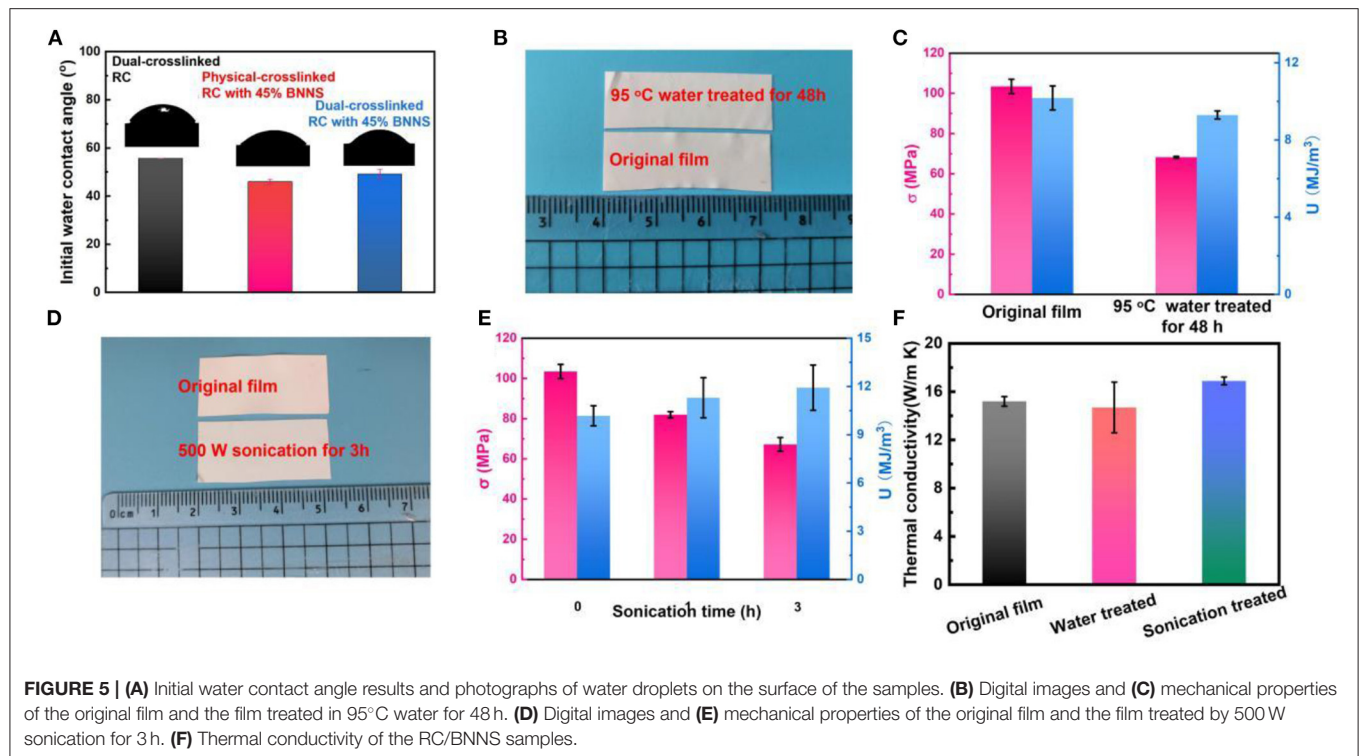 (A)
100
80
60
40
20
0
Initial water contact angle (°)
Dual-crosslinked
RC
Physical-crosslinked
RC with 45% BNNS
Dual-crosslinked
RC with 45% BNNS
(B)
95 °C water treated for 48h
Original film
3 4 5 6 7 8 9
(C)
120
100
80
60
40
20
0
σ (MPa)
12
8
4
0
U (MJ/m³)
Original film
95 °C water treated
for 48 h
(D)
Original film
500 W sonication for 3h
0 cm 1 2 3 4 5 6 7
(E)
120
100
80
60
40
20
0
σ (MPa)
15
12
9
6
3
0
U (MJ/m³)
0 1 3
Sonication time (h)
(F)
20
16
12
8
4
0
Thermal conductivity(W/m K)
Original film
Water treated
Sonication treated
FIGURE 5 | (A) Initial water contact angle results and photographs of water droplets on the surface of the samples. (B) Digital images and (C) mechanical properties
of the original film and the film treated in 95°C water for 48 h. (D) Digital images and (E) mechanical properties of the original film and the film treated by 500 W
sonication for 3 h. (F) Thermal conductivity of the RC/BNNS samples.